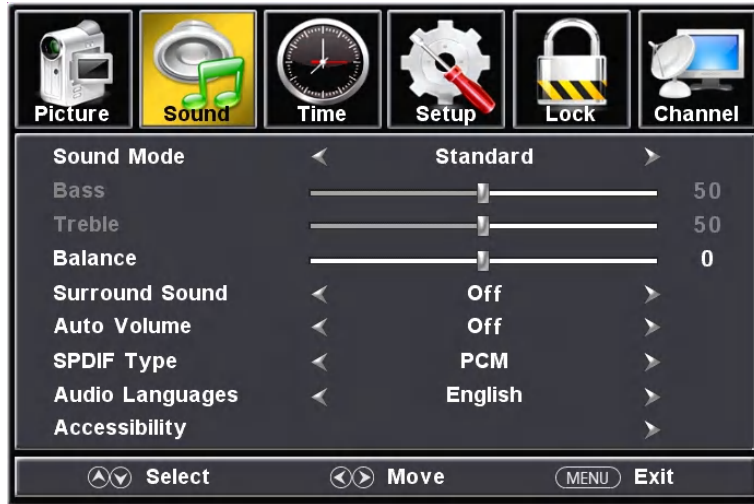 Picture Sound Time Setup Lock Channel
Sound Mode Standard
Bass 50
Treble 50
Balance 0
Surround Sound Off
Auto Volume Off
SPDIF Type PCM
Audio Languages English
Accessibility
Select Move MENU Exit